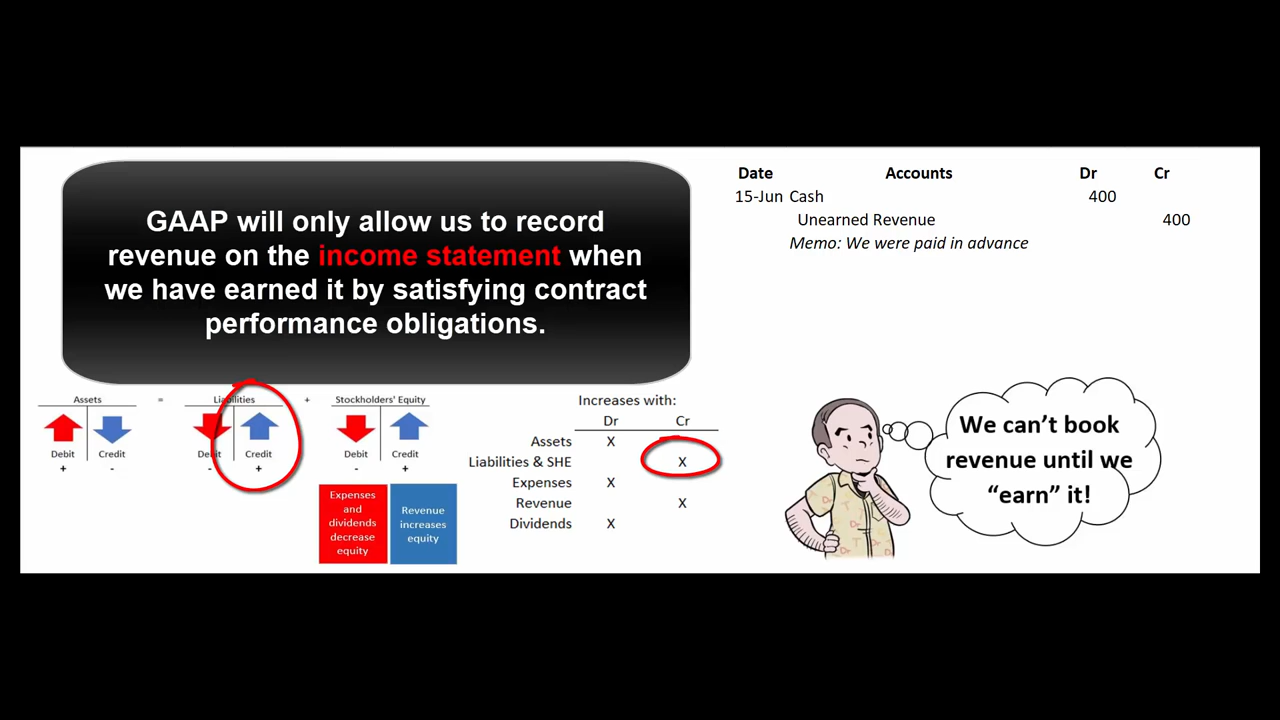 GAAP will only allow us to record
revenue on the income statement when
we have earned it by satisfying contract
performance obligations.
Date Accounts Dr Cr
15-Jun Cash 400
Unearned Revenue 400
Memo: We were paid in advance
Assets = Liabilities + Stockholders' Equity
Debit Credit Debit Credit Debit Credit
+ - - + - +
Expenses
and
dividends
decrease
equity
Revenue
increases
equity
Increases with:
Dr Cr
Assets X
Liabilities & SHE X
Expenses X
Revenue X
Dividends X
We can't book
revenue until we
“earn” it!